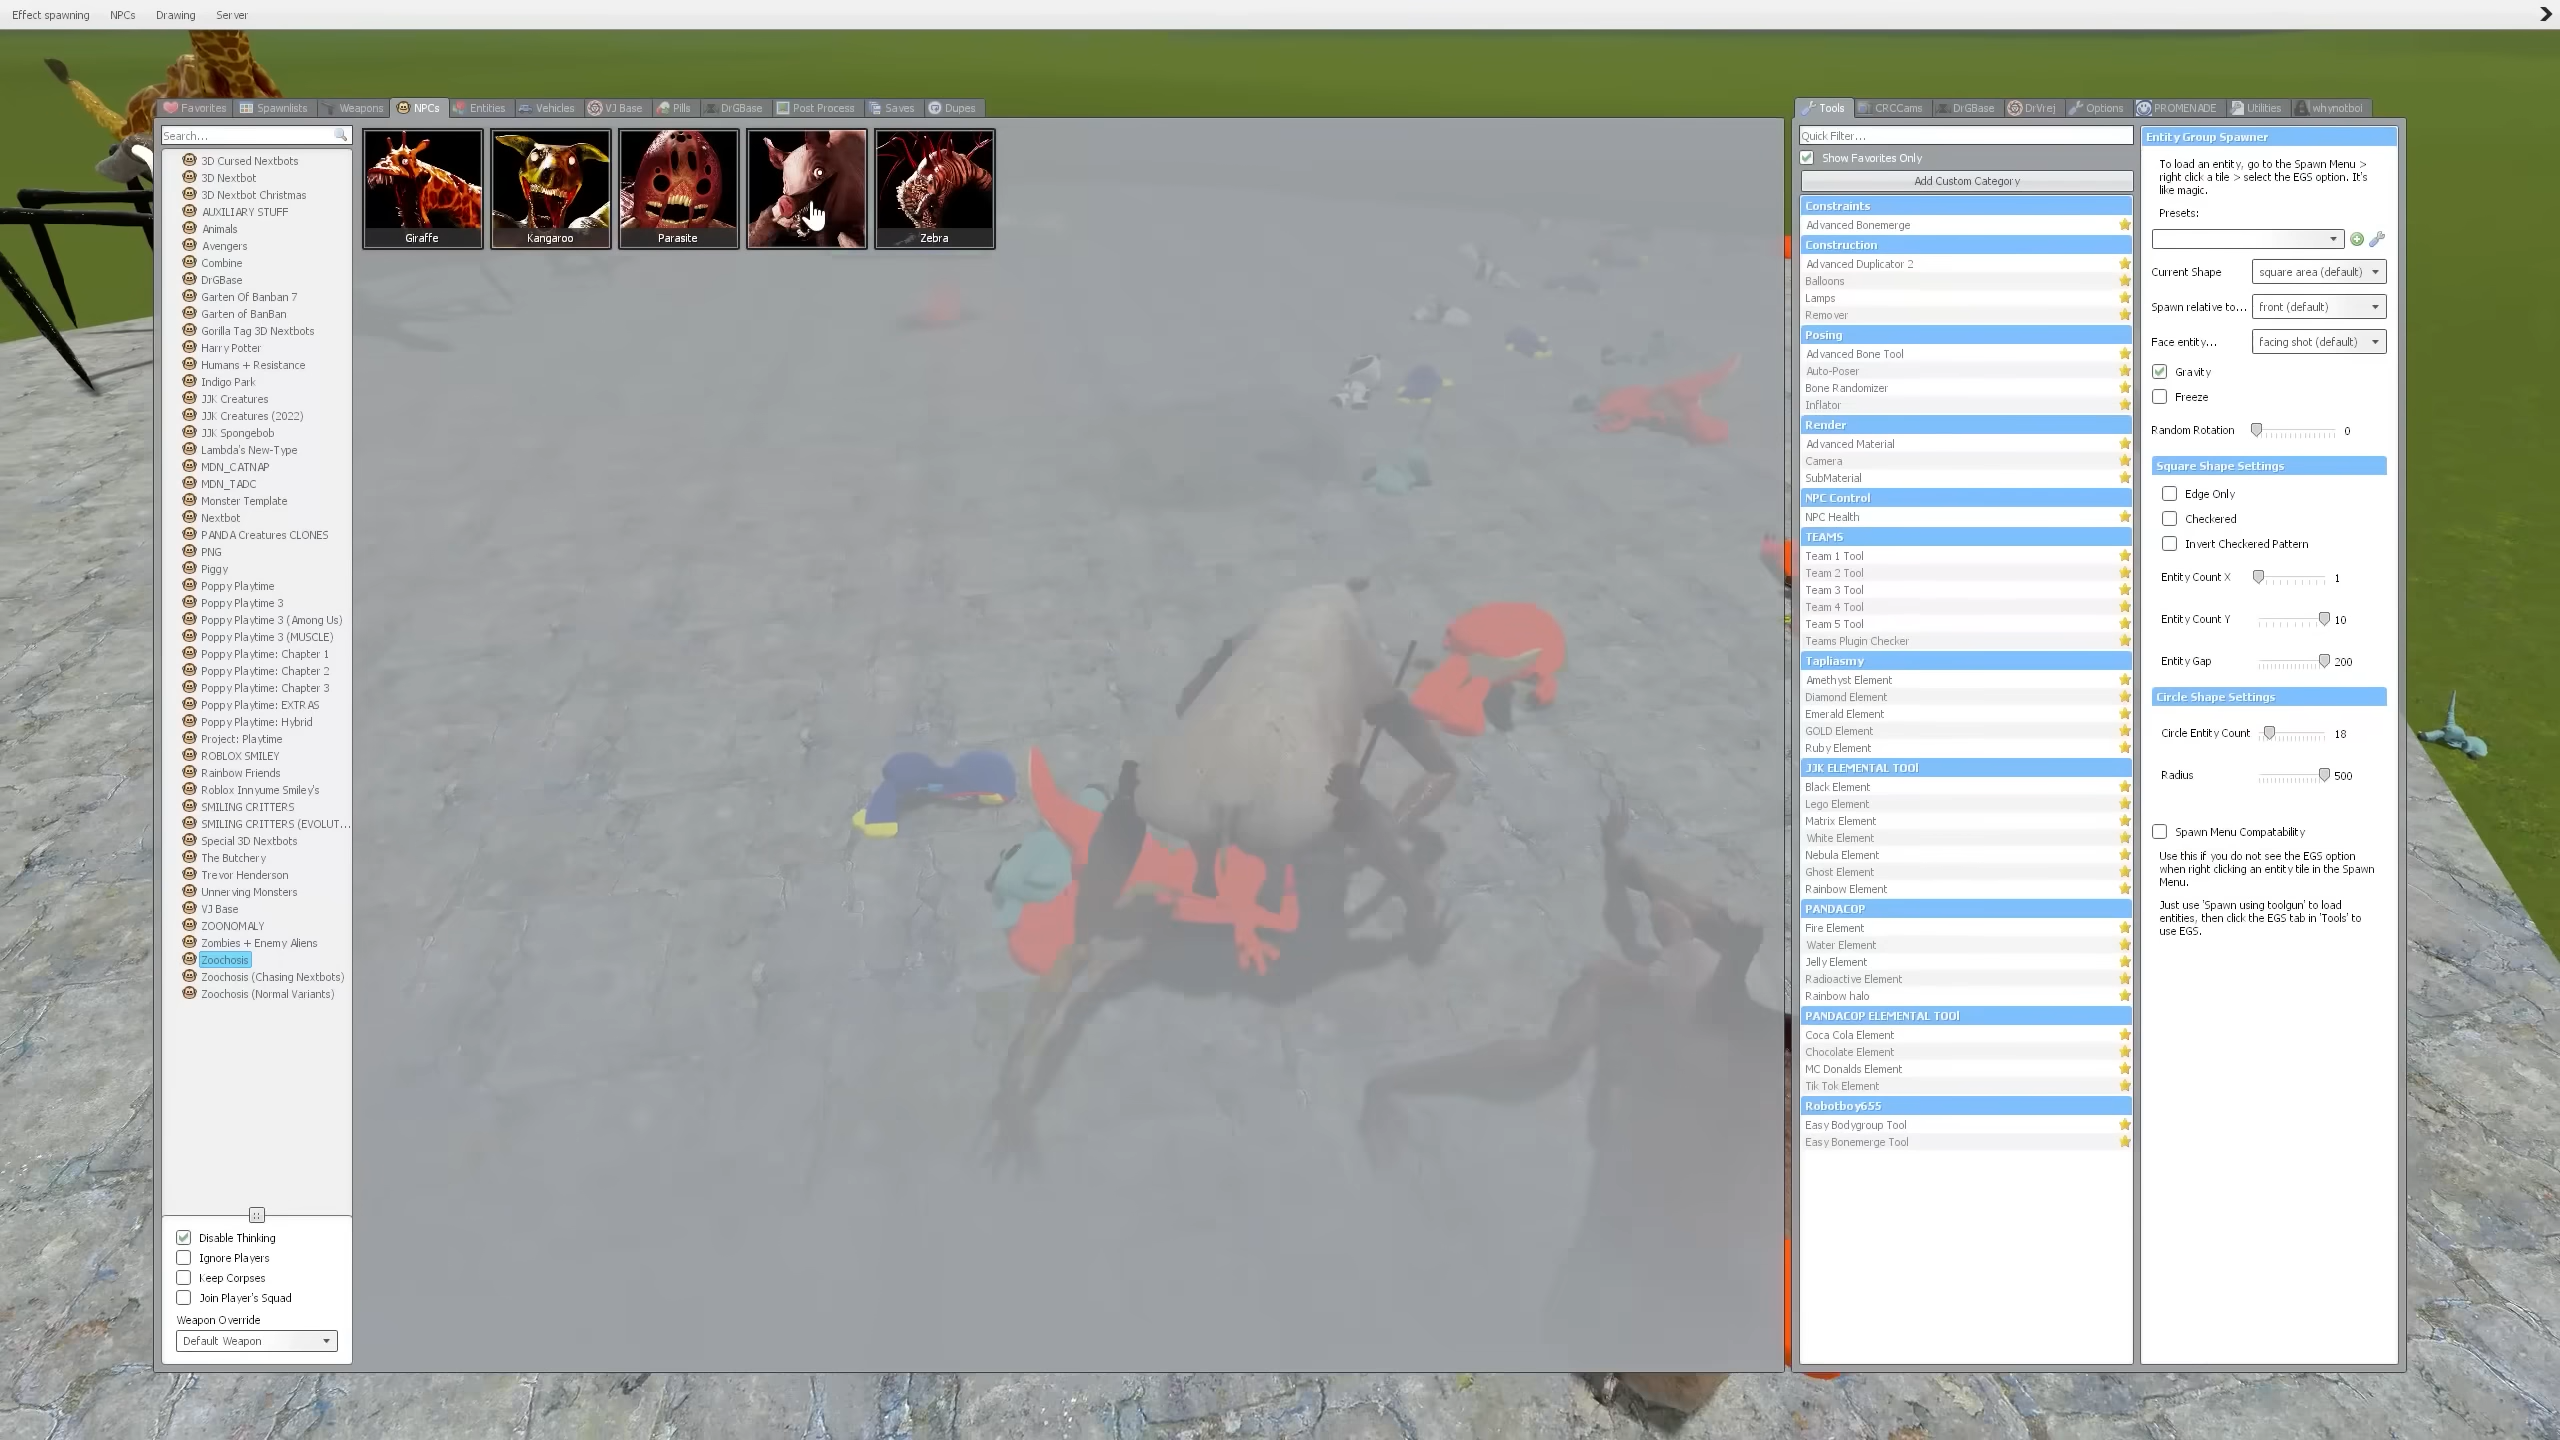 Effect spawning NPCs Drawing Server
Favorites Spawnlists Weapons NPCs Entities Vehicles VJ Base Pills DrGBase Post Process Saves Dupes
Search...
3D Cursed Nextbots
3D Nextbot
3D Nextbot Christmas
AUXILIARY STUFF
Animals
Avengers
Combine
DrGBase
Garten Of Banban 7
Garten of BanBan
Gorilla Tag 3D Nextbots
Harry Potter
Humans + Resistance
Indigo Park
JJK Creatures
JJK Creatures (2022)
JJK Spongebob
Lambda's New-Type
MDN_CATNAP
MDN_TADC
Monster Template
Nextbot
PANDA Creatures CLONES
PNG
Piggy
Poppy Playtime
Poppy Playtime 3
Poppy Playtime 3 (Among Us)
Poppy Playtime 3 (MUSCLE)
Poppy Playtime: Chapter 1
Poppy Playtime: Chapter 2
Poppy Playtime: Chapter 3
Poppy Playtime: EXTRAS
Poppy Playtime: Hybrid
Project: Playtime
ROBLOX SMILEY
Rainbow Friends
Roblox Innyume Smiley's
SMILING CRITTERS
SMILING CRITTERS (EVOLUT...
Special 3D Nextbots
The Butchery
Trevor Henderson
Unnerving Monsters
VJ Base
ZOONOMALY
Zombies + Enemy Aliens
Zoochosis
Zoochosis (Chasing Nextbots)
Zoochosis (Normal Variants)
Disable Thinking
Ignore Players
Keep Corpses
Join Player's Squad
Weapon Override
Default Weapon
Giraffe Kangaroo Parasite Zebra
Tools CRCCams DrGBase DrVrej Options PROMENADE Utilities whynotboi
Quick Filter...
Show Favorites Only
Add Custom Category
Constraints
Advanced Bonemerge
Construction
Advanced Duplicator 2
Balloons
Lamps
Remover
Posing
Advanced Bone Tool
Auto-Poser
Bone Randomizer
Inflator
Render
Advanced Material
Camera
SubMaterial
NPC Control
NPC Health
TEAMS
Team 1 Tool
Team 2 Tool
Team 3 Tool
Team 4 Tool
Team 5 Tool
Teams Plugin Checker
Tapliasmy
Amethyst Element
Diamond Element
Emerald Element
GOLD Element
Ruby Element
JJK ELEMENTAL TOOl
Black Element
Lego Element
Matrix Element
White Element
Nebula Element
Ghost Element
Rainbow Element
PANDACOP
Fire Element
Water Element
Jelly Element
Radioactive Element
Rainbow halo
PANDACOP ELEMENTAL TOOl
Coca Cola Element
Chocolate Element
MC Donalds Element
Tik Tok Element
Robotboy655
Easy Bodygroup Tool
Easy Bonemerge Tool
Entity Group Spawner
To load an entity, go to the Spawn Menu >
right click a tile > select the EGS option. It's
like magic.
Presets:
Current Shape square area (default)
Spawn relative to... front (default)
Face entity... facing shot (default)
Gravity
Freeze
Random Rotation 0
Square Shape Settings
Edge Only
Checkered
Invert Checkered Pattern
Entity Count X 1
Entity Count Y 10
Entity Gap 200
Circle Shape Settings
Circle Entity Count 18
Radius 500
Spawn Menu Compatability
Use this if you do not see the EGS option
when right clicking an entity tile in the Spawn
Menu.
Just use 'Spawn using toolgun' to load
entities, then click the EGS tab in 'Tools' to
use EGS.